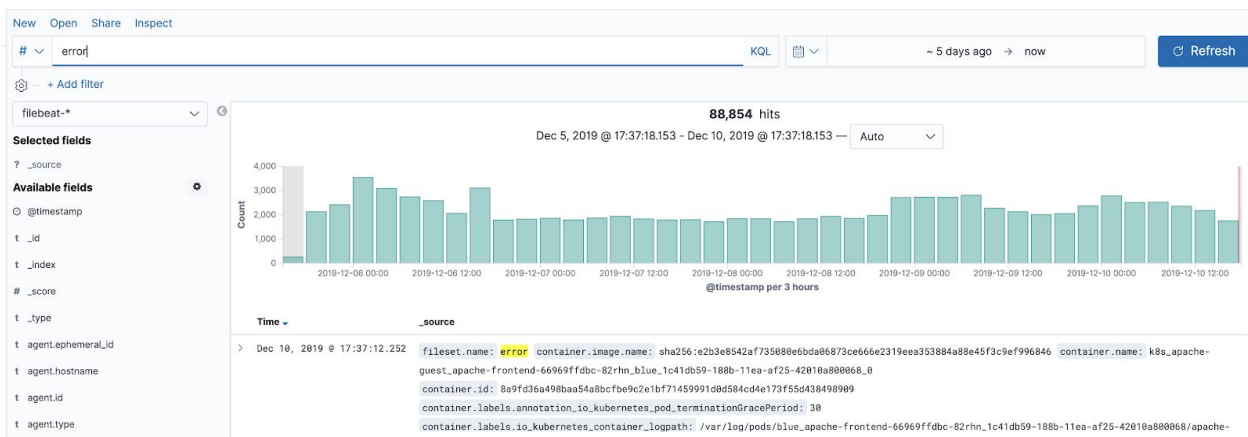 New Open Share Inspect
# error KQL ~ 5 days ago → now Refresh
+ Add filter
filebeat-*
Selected fields
? _source
Available fields
@timestamp
t _id
t _index
# _score
t _type
t agent.ephemeral_id
t agent.hostname
t agent.id
t agent.type
88,854 hits
Dec 5, 2019 @ 17:37:18.153 - Dec 10, 2019 @ 17:37:18.153 — Auto
Count
4,000
3,000
2,000
1,000
0
2019-12-06 00:00 2019-12-06 12:00 2019-12-07 00:00 2019-12-07 12:00 2019-12-08 00:00 2019-12-08 12:00 2019-12-09 00:00 2019-12-09 12:00 2019-12-10 00:00 2019-12-10 12:00
@timestamp per 3 hours
Time _source
Dec 10, 2019 @ 17:37:12.252 fileset.name: error container.image.name: sha256:e2b3e8542af735080e6bda06873ce666e2319eea353884a88e45f3c9ef996846 container.name: k8s_apache-
guest_apache-frontend-66969ffdbc-82rhn_blue_1c41db59-188b-11ea-af25-42010a800068_0
container.id: 8a9fd36a498baa54a8bcfbe9c2e1bf71459991d0d584cd4e173f55d438498909
container.labels.annotation_io_kubernetes_pod_terminationGracePeriod: 30
container.labels.io_kubernetes_container_logpath: /var/log/pods/blue_apache-frontend-66969ffdbc-82rhn_1c41db59-188b-11ea-af25-42010a800068/apache-